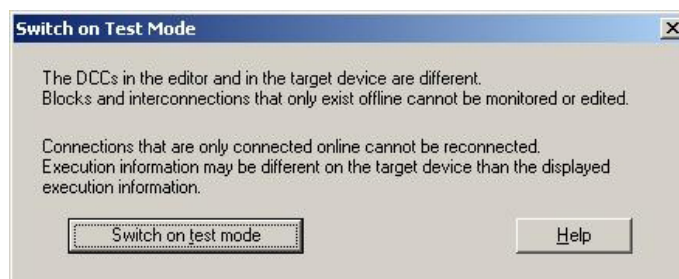 Switch on Test Mode
The DCCs in the editor and in the target device are different.
Blocks and interconnections that only exist offline cannot be monitored or edited.
Connections that are only connected online cannot be reconnected.
Execution information may be different on the target device than the displayed
execution information.
Switch on test mode
Help